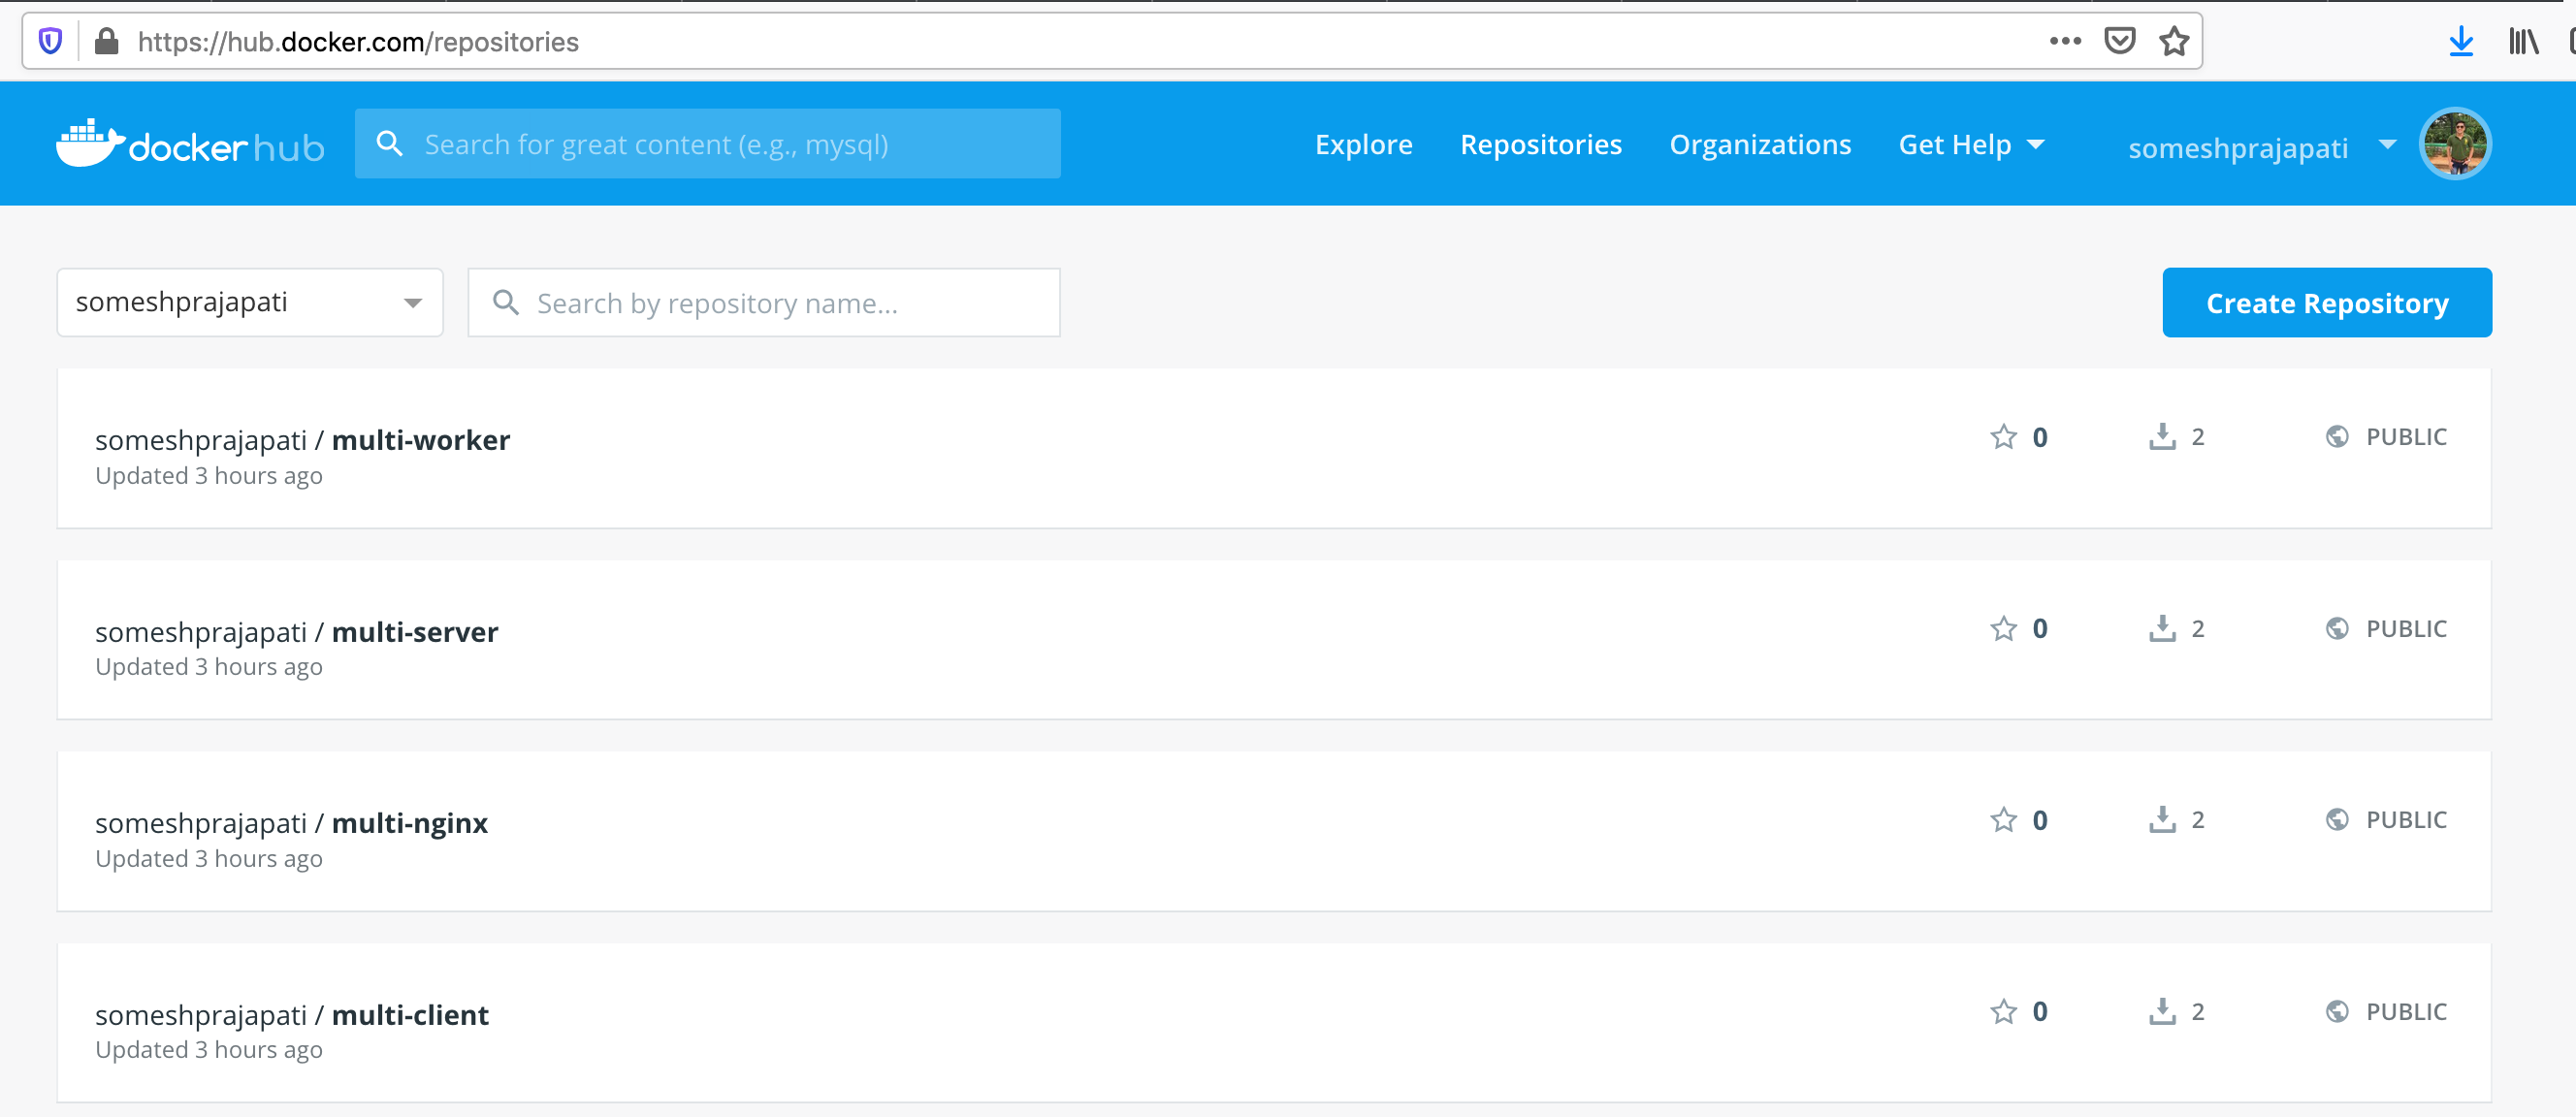 https://hub.docker.com/repositories
docker hub
Search for great content (e.g., mysql)
Explore
Repositories
Organizations
Get Help
someshprajapati
someshprajapati
Search by repository name...
Create Repository
someshprajapati / multi-worker
0
2
PUBLIC
Updated 3 hours ago
someshprajapati / multi-server
0
2
PUBLIC
Updated 3 hours ago
someshprajapati / multi-nginx
0
2
PUBLIC
Updated 3 hours ago
someshprajapati / multi-client
0
2
PUBLIC
Updated 3 hours ago